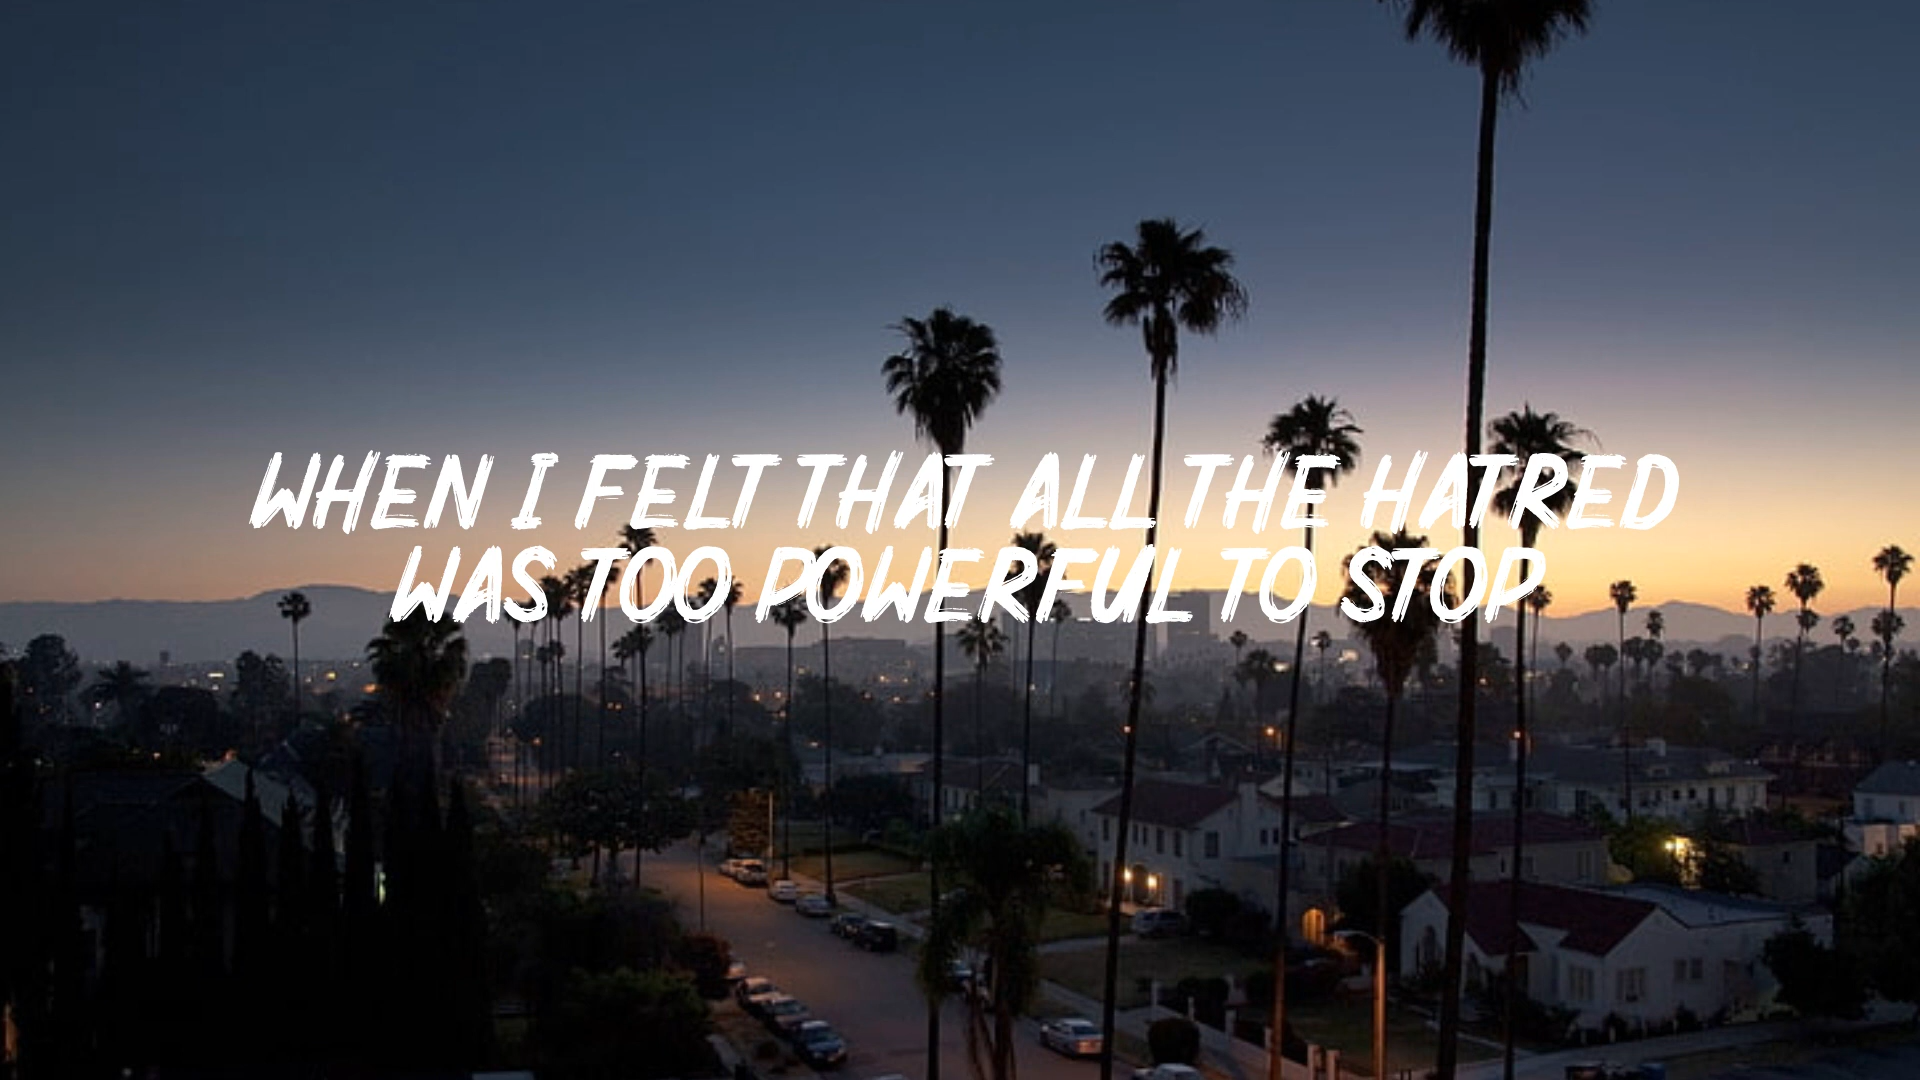 WHEN I FELT THAT ALL THE HATRED
WAS TOO POWERFUL TO STOP